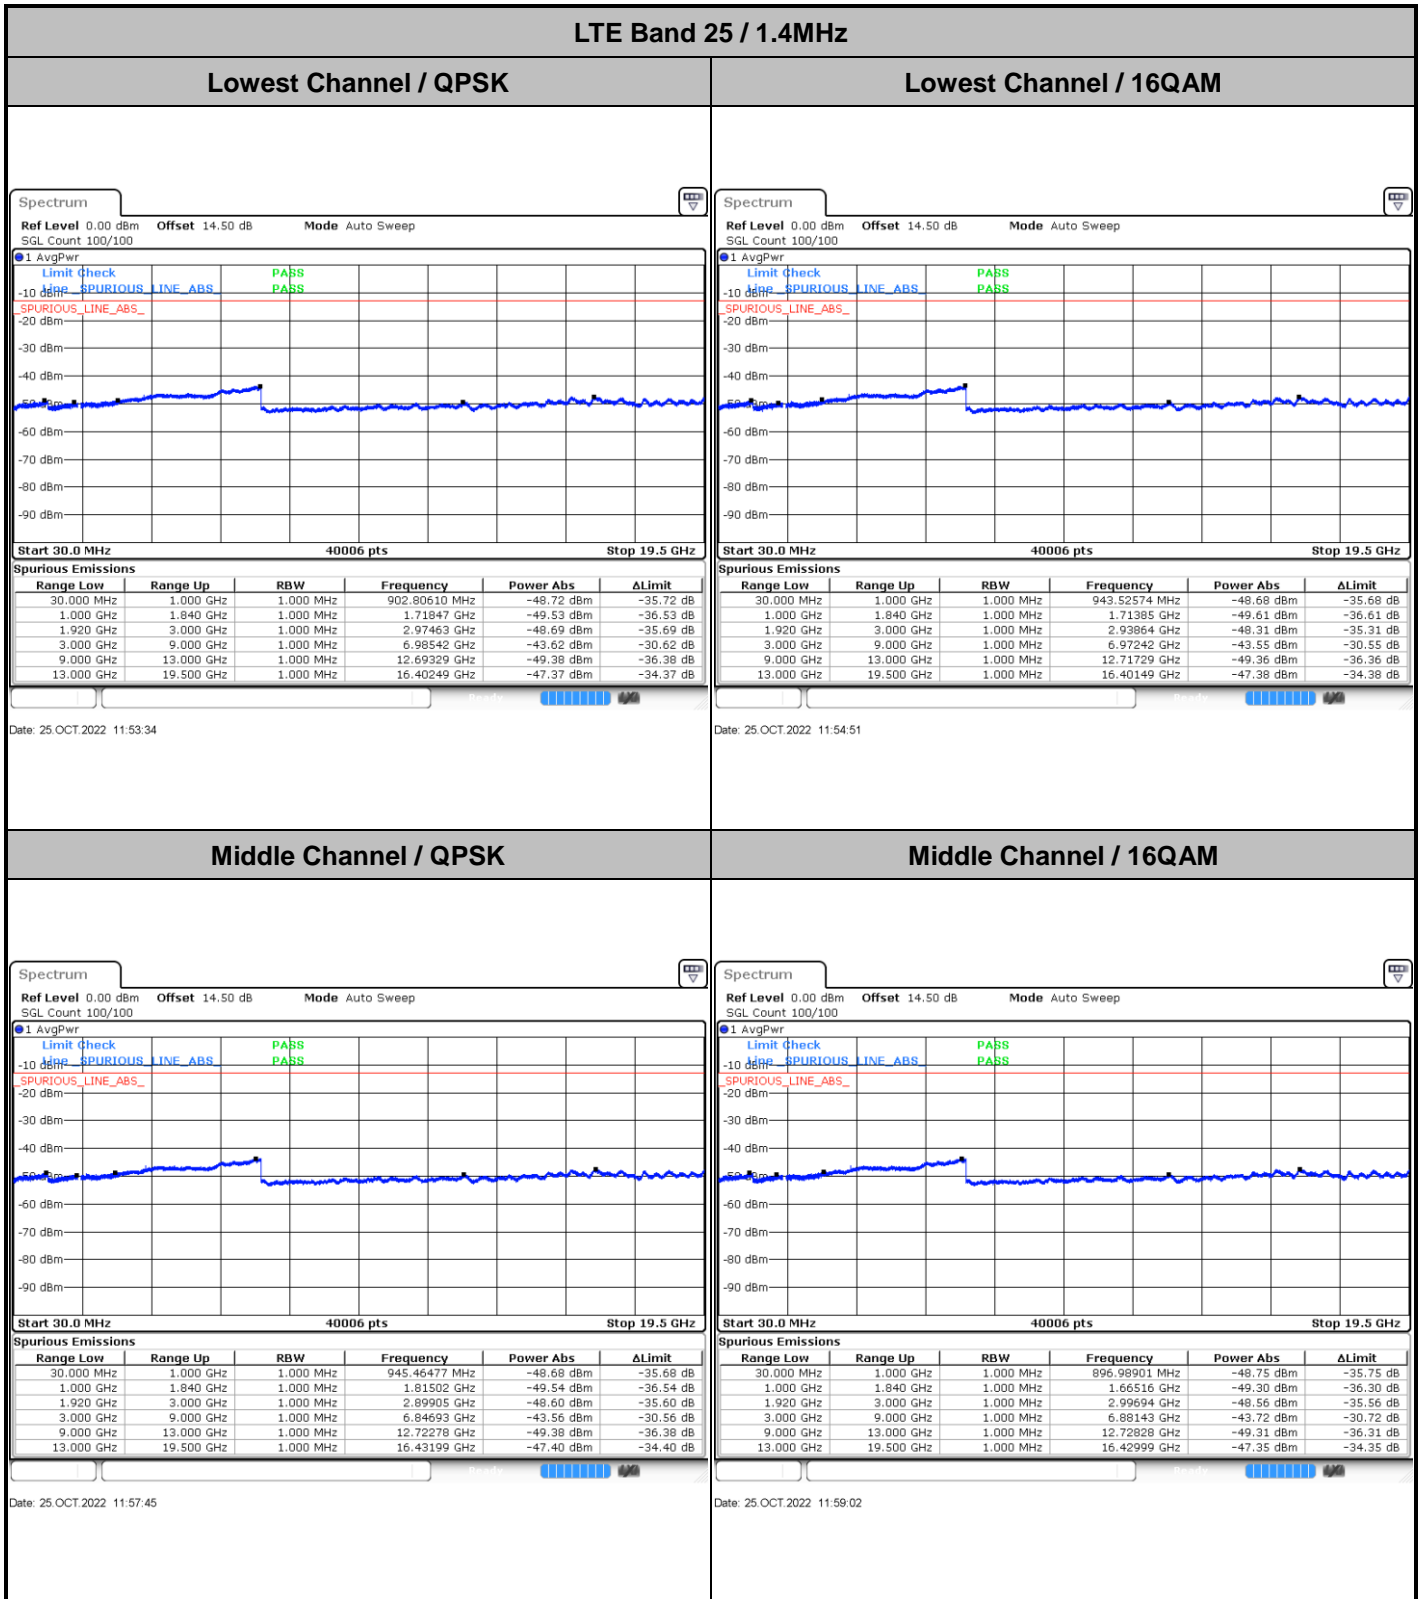 LTE Band 25 / 1.4MHz
Lowest Channel / QPSK
Lowest Channel / 16QAM
Spectrum
Ref Level 0.00 dBm Offset 14.50 dB Mode Auto Sweep
SGL Count 100/100
1 AvgPwr
Limit Check PASS
-10 dBm Line _SPURIOUS_LINE_ABS_ PASS
_SPURIOUS_LINE_ABS_
-20 dBm
-30 dBm
-40 dBm
-50 dBm
-60 dBm
-70 dBm
-80 dBm
-90 dBm
Start 30.0 MHz 40006 pts Stop 19.5 GHz
Spurious Emissions
Range Low Range Up RBW Frequency Power Abs ΔLimit
30.000 MHz 1.000 GHz 1.000 MHz 902.80610 MHz -48.72 dBm -35.72 dB
1.000 GHz 1.840 GHz 1.000 MHz 1.71847 GHz -49.53 dBm -36.53 dB
1.920 GHz 3.000 GHz 1.000 MHz 2.97463 GHz -48.69 dBm -35.69 dB
3.000 GHz 9.000 GHz 1.000 MHz 6.98542 GHz -43.62 dBm -30.62 dB
9.000 GHz 13.000 GHz 1.000 MHz 12.69329 GHz -49.38 dBm -36.38 dB
13.000 GHz 19.500 GHz 1.000 MHz 16.40249 GHz -47.37 dBm -34.37 dB
Ready
Date: 25.OCT.2022 11:53:34
Spectrum
Ref Level 0.00 dBm Offset 14.50 dB Mode Auto Sweep
SGL Count 100/100
1 AvgPwr
Limit Check PASS
-10 dBm Line _SPURIOUS_LINE_ABS_ PASS
_SPURIOUS_LINE_ABS_
-20 dBm
-30 dBm
-40 dBm
-50 dBm
-60 dBm
-70 dBm
-80 dBm
-90 dBm
Start 30.0 MHz 40006 pts Stop 19.5 GHz
Spurious Emissions
Range Low Range Up RBW Frequency Power Abs ΔLimit
30.000 MHz 1.000 GHz 1.000 MHz 943.52574 MHz -48.68 dBm -35.68 dB
1.000 GHz 1.840 GHz 1.000 MHz 1.71385 GHz -49.61 dBm -36.61 dB
1.920 GHz 3.000 GHz 1.000 MHz 2.93864 GHz -48.31 dBm -35.31 dB
3.000 GHz 9.000 GHz 1.000 MHz 6.97242 GHz -43.55 dBm -30.55 dB
9.000 GHz 13.000 GHz 1.000 MHz 12.71729 GHz -49.36 dBm -36.36 dB
13.000 GHz 19.500 GHz 1.000 MHz 16.40149 GHz -47.38 dBm -34.38 dB
Ready
Date: 25.OCT.2022 11:54:51
Middle Channel / QPSK
Middle Channel / 16QAM
Spectrum
Ref Level 0.00 dBm Offset 14.50 dB Mode Auto Sweep
SGL Count 100/100
1 AvgPwr
Limit Check PASS
-10 dBm Line _SPURIOUS_LINE_ABS_ PASS
_SPURIOUS_LINE_ABS_
-20 dBm
-30 dBm
-40 dBm
-50 dBm
-60 dBm
-70 dBm
-80 dBm
-90 dBm
Start 30.0 MHz 40006 pts Stop 19.5 GHz
Spurious Emissions
Range Low Range Up RBW Frequency Power Abs ΔLimit
30.000 MHz 1.000 GHz 1.000 MHz 945.46477 MHz -48.68 dBm -35.68 dB
1.000 GHz 1.840 GHz 1.000 MHz 1.81502 GHz -49.54 dBm -36.54 dB
1.920 GHz 3.000 GHz 1.000 MHz 2.89905 GHz -48.60 dBm -35.60 dB
3.000 GHz 9.000 GHz 1.000 MHz 6.84693 GHz -43.56 dBm -30.56 dB
9.000 GHz 13.000 GHz 1.000 MHz 12.72278 GHz -49.38 dBm -36.38 dB
13.000 GHz 19.500 GHz 1.000 MHz 16.43199 GHz -47.40 dBm -34.40 dB
Ready
Date: 25.OCT.2022 11:57:45
Spectrum
Ref Level 0.00 dBm Offset 14.50 dB Mode Auto Sweep
SGL Count 100/100
1 AvgPwr
Limit Check PASS
-10 dBm Line _SPURIOUS_LINE_ABS_ PASS
_SPURIOUS_LINE_ABS_
-20 dBm
-30 dBm
-40 dBm
-50 dBm
-60 dBm
-70 dBm
-80 dBm
-90 dBm
Start 30.0 MHz 40006 pts Stop 19.5 GHz
Spurious Emissions
Range Low Range Up RBW Frequency Power Abs ΔLimit
30.000 MHz 1.000 GHz 1.000 MHz 896.98901 MHz -48.75 dBm -35.75 dB
1.000 GHz 1.840 GHz 1.000 MHz 1.66516 GHz -49.30 dBm -36.30 dB
1.920 GHz 3.000 GHz 1.000 MHz 2.99694 GHz -48.56 dBm -35.56 dB
3.000 GHz 9.000 GHz 1.000 MHz 6.88143 GHz -43.72 dBm -30.72 dB
9.000 GHz 13.000 GHz 1.000 MHz 12.72828 GHz -49.31 dBm -36.31 dB
13.000 GHz 19.500 GHz 1.000 MHz 16.42999 GHz -47.35 dBm -34.35 dB
Ready
Date: 25.OCT.2022 11:59:02